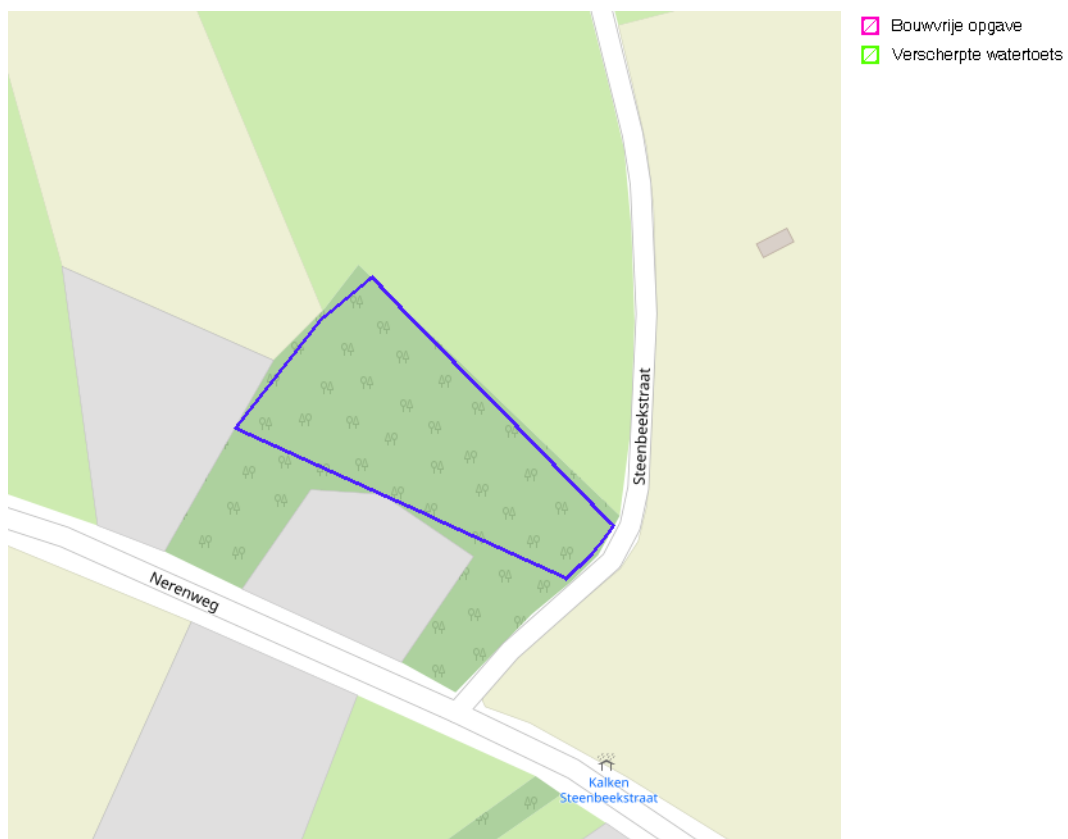 Bouwvrije opgave
Verscherpte watertoets
Steenbeekstraat
Nerenweg
Kalken
Steenbeekstraat